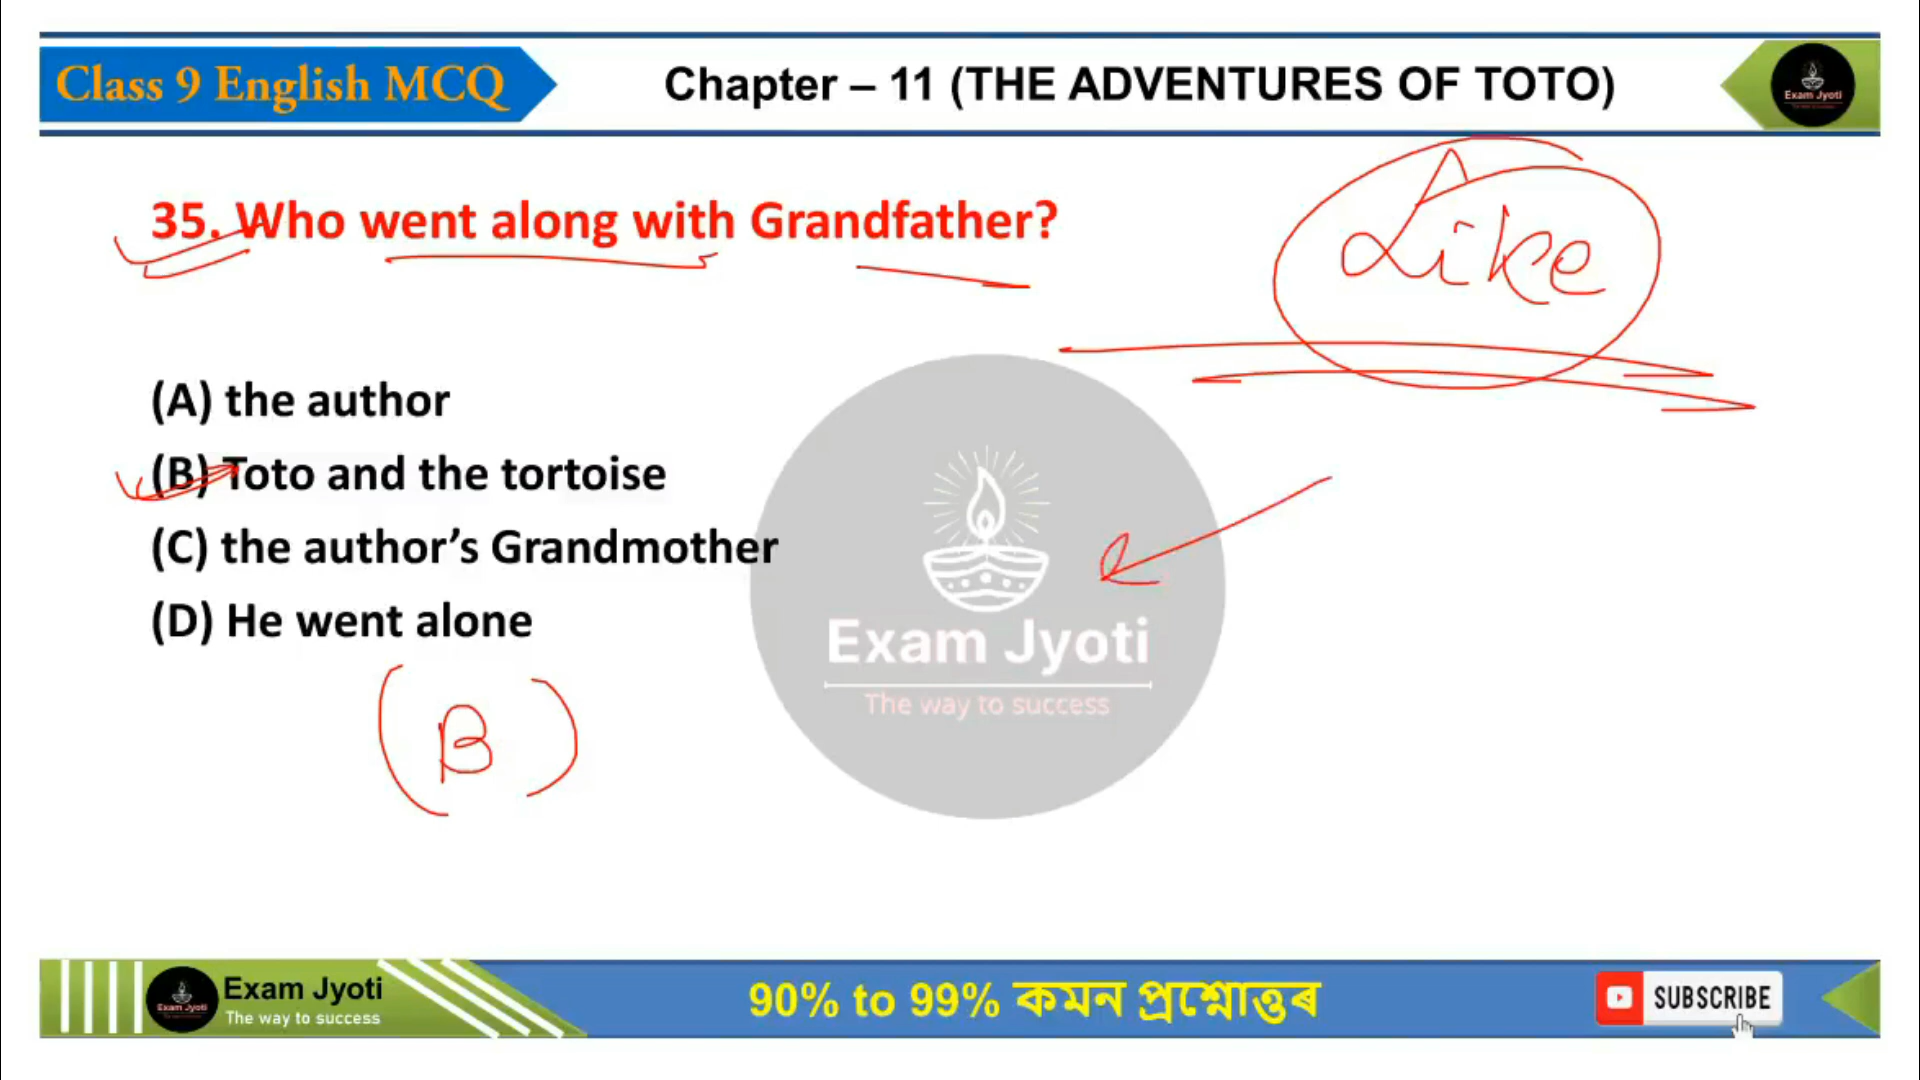 Class 9 English MCQ
Chapter – 11 (THE ADVENTURES OF TOTO)
Exam Jyoti
35. Who went along with Grandfather?
Like
(A) the author
(B) Toto and the tortoise
(C) the author's Grandmother
(D) He went alone
(B)
Exam Jyoti
The way to success
Exam Jyoti
Exam Jyoti
The way to success
90% to 99% কমন প্ৰশ্নোত্তৰ
SUBSCRIBE